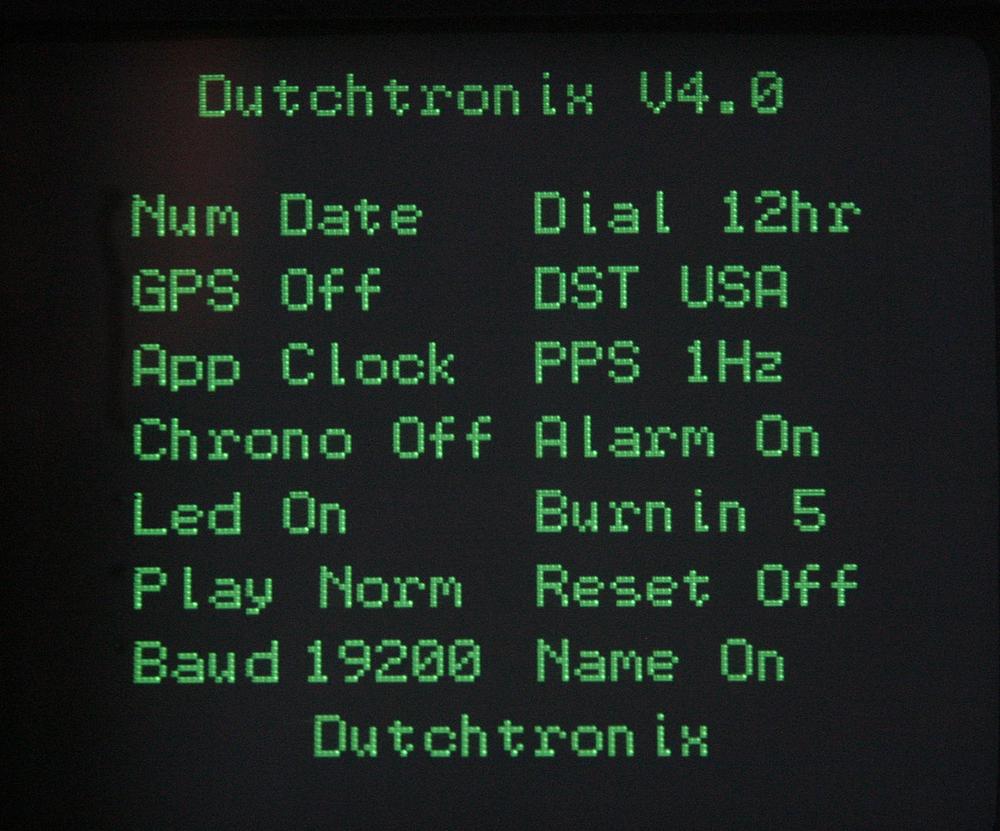 Dutchtronix V4.0
Num Date Dial 12hr
GPS Off DST USA
App Clock PPS 1Hz
Chrono Off Alarm On
Led On Burnin 5
Play Norm Reset Off
Baud 19200 Name On
Dutchtronix